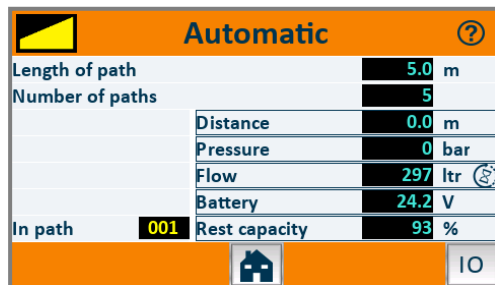 Automatic ?
Length of path 5.0 m
Number of paths 5
Distance 0.0 m
Pressure 0 bar
Flow 297 ltr
Battery 24.2 V
In path 001 Rest capacity 93 %
IO